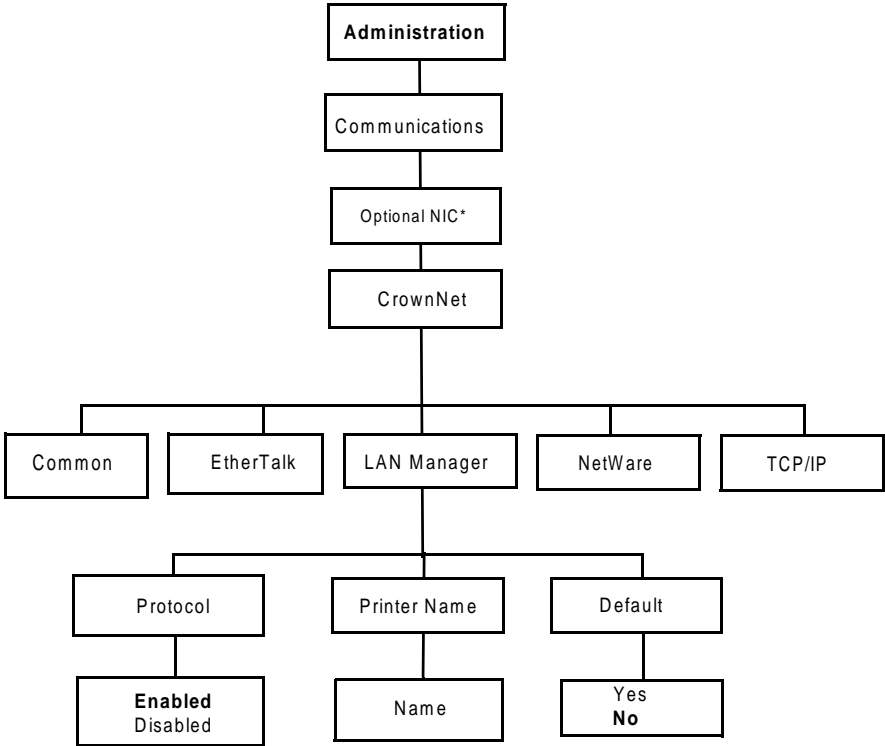 Administration
Communications
Optional NIC*
CrownNet
Common
EtherTalk
LAN Manager
NetWare
TCP/IP
Protocol
Printer Name
Default
Enabled
Disabled
Name
Yes
No